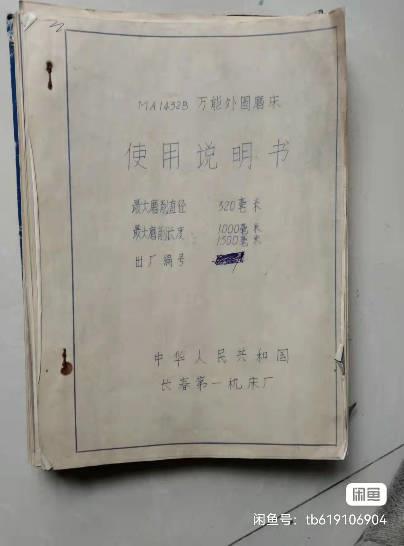 MA1432B 万能外圆磨床
使用说明书
最大磨削直径 320毫米
最大磨削长度: 1000毫米
1500毫米
出厂编号
中华人民共和国
长春第一机床厂
闲鱼
闲鱼号：tb619106904